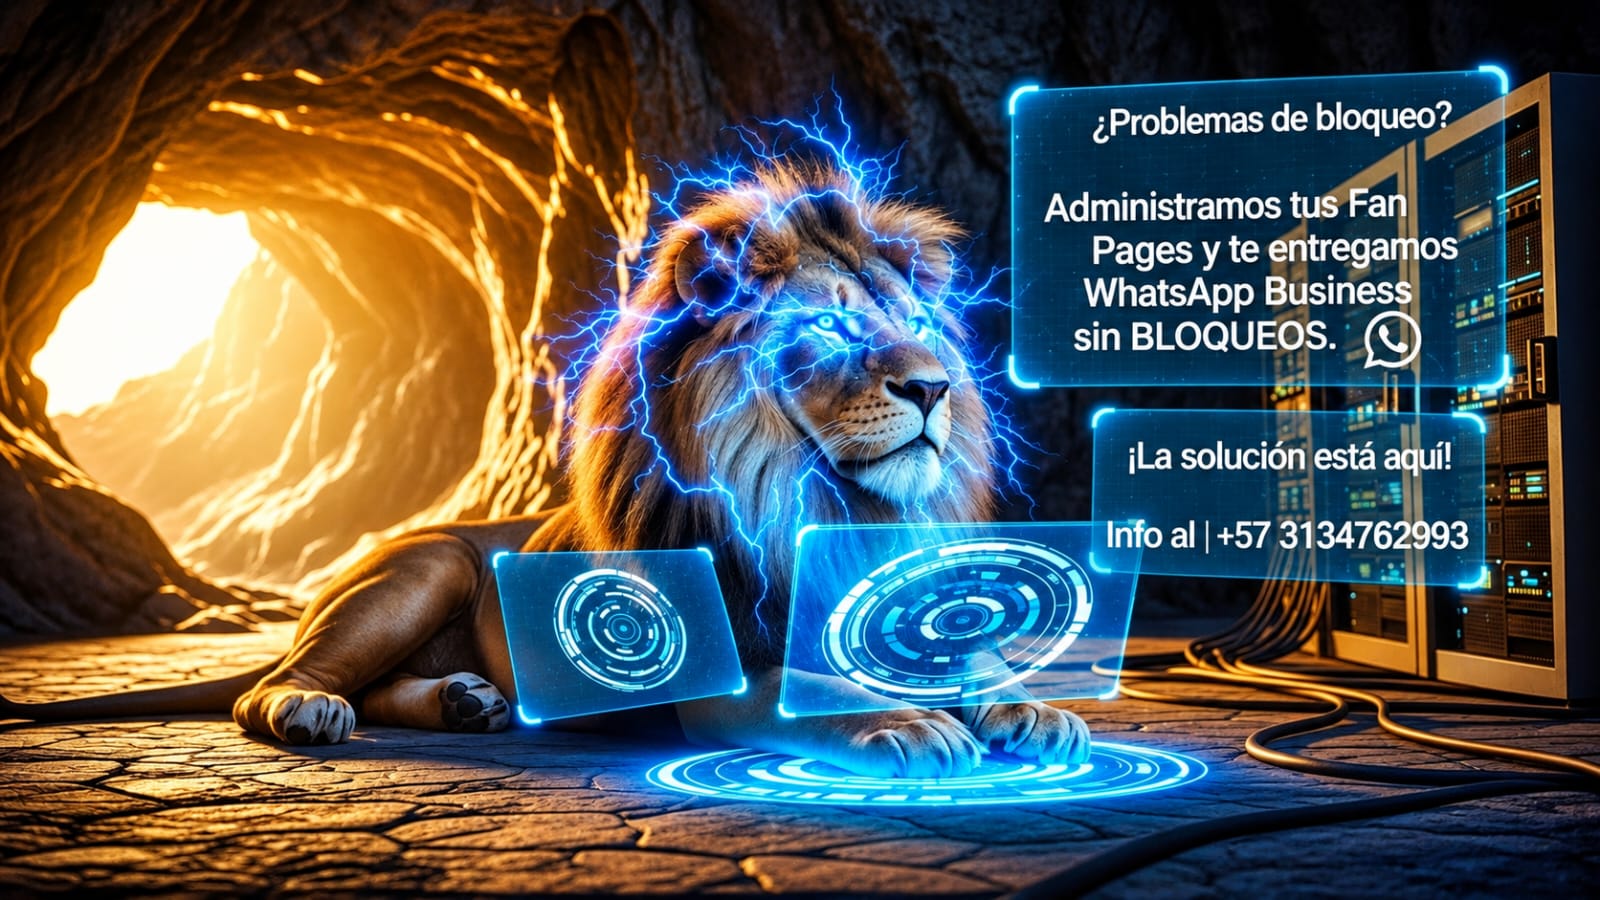 ¿Problemas de bloqueo?
Administramos tus Fan
Pages y te entregamos
WhatsApp Business
sin BLOQUEOS.
¡La solución está aquí!
Info al | +57 3134762993